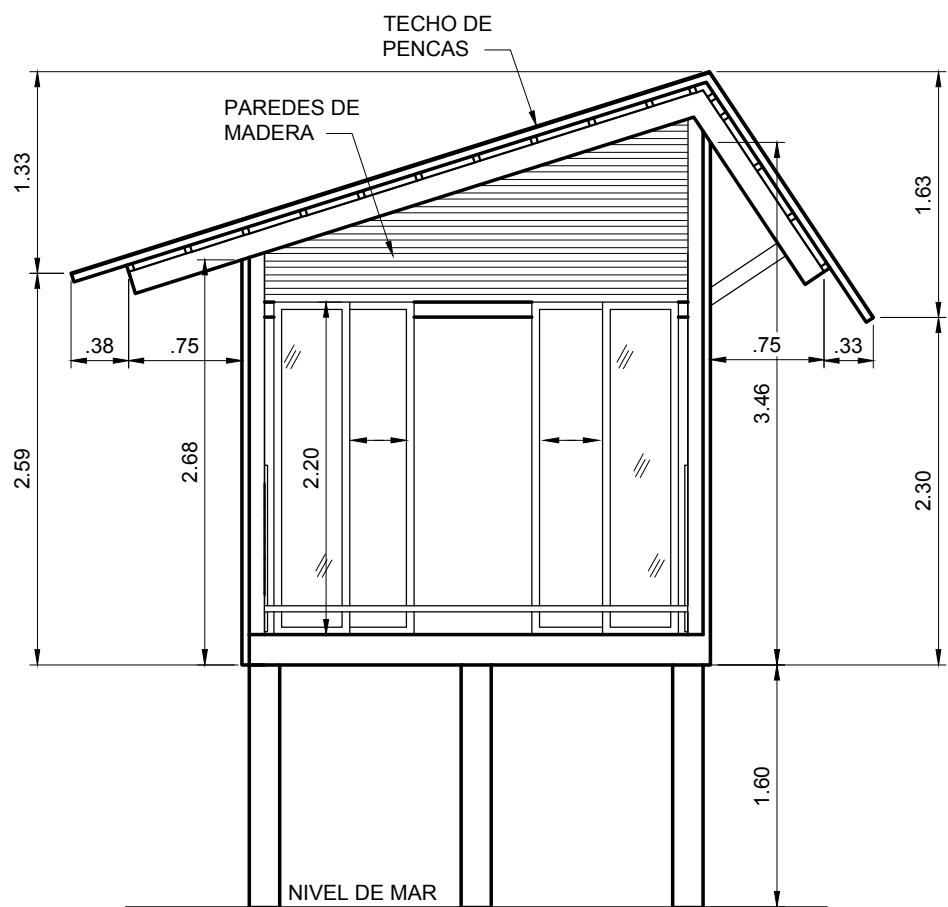 TECHO DE
PENCAS
PAREDES DE
MADERA
1.33
1.63
.38
.75
.75
.33
2.59
2.68
2.20
3.46
2.30
1.60
NIVEL DE MAR